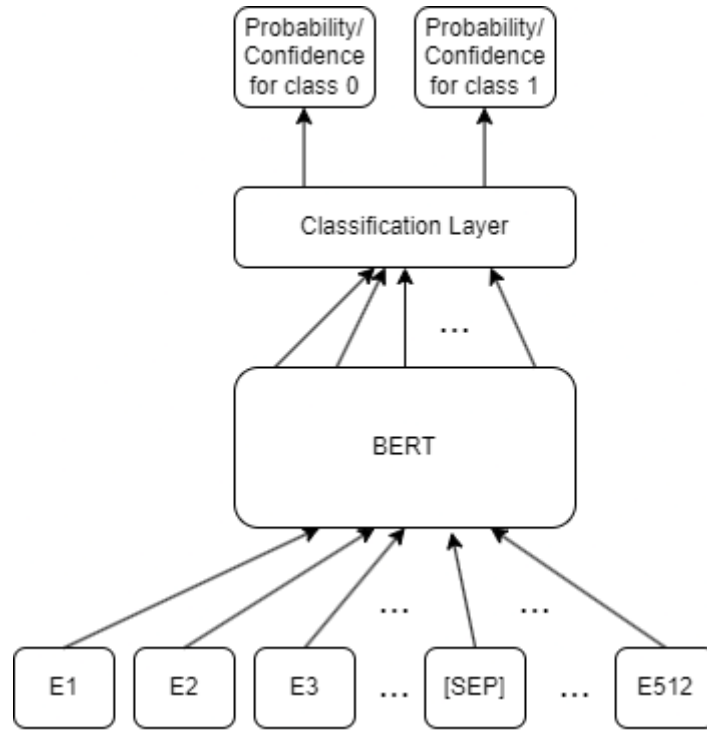 Probability/
Confidence
for class 0
Probability/
Confidence
for class 1
Classification Layer
...
BERT
...
...
E1
E2
E3
...
[SEP]
...
E512